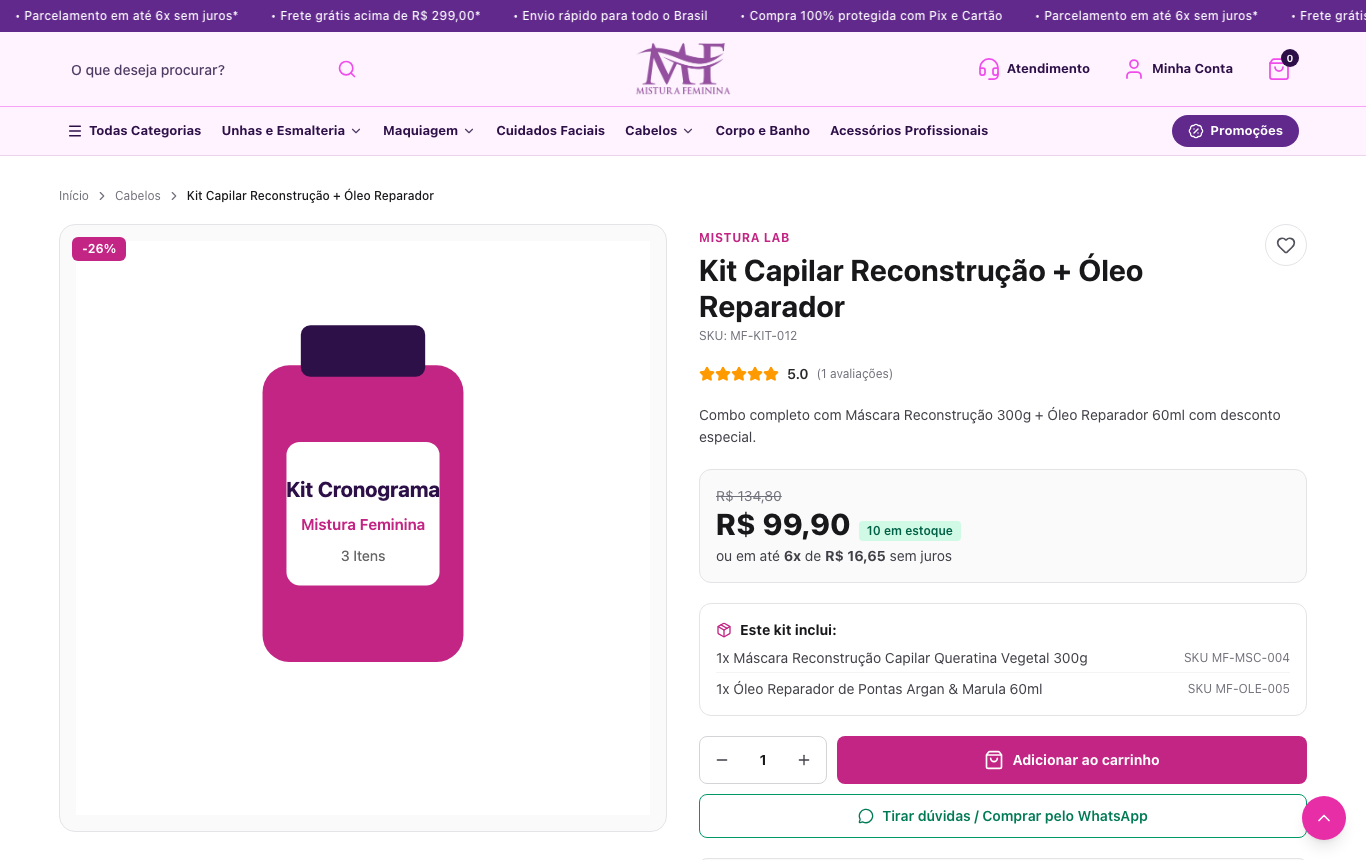 • Parcelamento em até 6x sem juros* • Frete grátis acima de R$ 299,00* • Envio rápido para todo o Brasil • Compra 100% protegida com Pix e Cartão • Parcelamento em até 6x sem juros* • Frete grátis
O que deseja procurar?
MF
MISTURA FEMININA
Atendimento
Minha Conta
0
Todas Categorias
Unhas e Esmalteria
Maquiagem
Cuidados Faciais
Cabelos
Corpo e Banho
Acessórios Profissionais
Promoções
Início > Cabelos > Kit Capilar Reconstrução + Óleo Reparador
-26%
Kit Cronograma
Mistura Feminina
3 Itens
MISTURA LAB
Kit Capilar Reconstrução + Óleo
Reparador
SKU: MF-KIT-012
5.0 (1 avaliações)
Combo completo com Máscara Reconstrução 300g + Óleo Reparador 60ml com desconto
especial.
R$ 134,80
R$ 99,90 10 em estoque
ou em até 6x de R$ 16,65 sem juros
Este kit inclui:
1x Máscara Reconstrução Capilar Queratina Vegetal 300g SKU MF-MSC-004
1x Óleo Reparador de Pontas Argan & Marula 60ml SKU MF-OLE-005
− 1 +
Adicionar ao carrinho
Tirar dúvidas / Comprar pelo WhatsApp